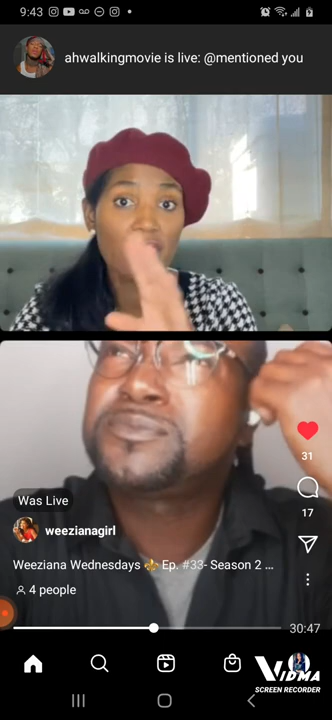 9:43
ahwalkingmovie is live: @mentioned you
31
17
Was Live
weezianagirl
Weeziana Wednesdays ⚜️ Ep. #33- Season 2 ...
4 people
30:47
VIDMA
SCREEN RECORDER